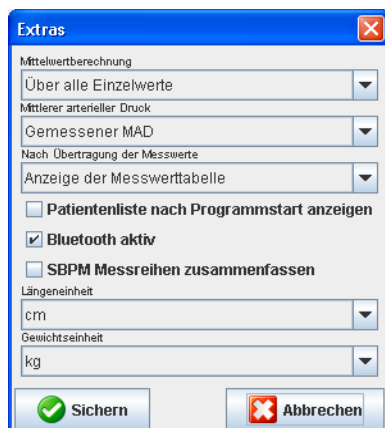 Extras
Mittelwertberechnung
Über alle Einzelwerte
Mittlerer arterieller Druck
Gemessener MAD
Nach Übertragung der Messwerte
Anzeige der Messwerttabelle
Patientenliste nach Programmstart anzeigen
Bluetooth aktiv
SBPM Messreihen zusammenfassen
Längeneinheit
cm
Gewichtseinheit
kg
Sichern Abbrechen